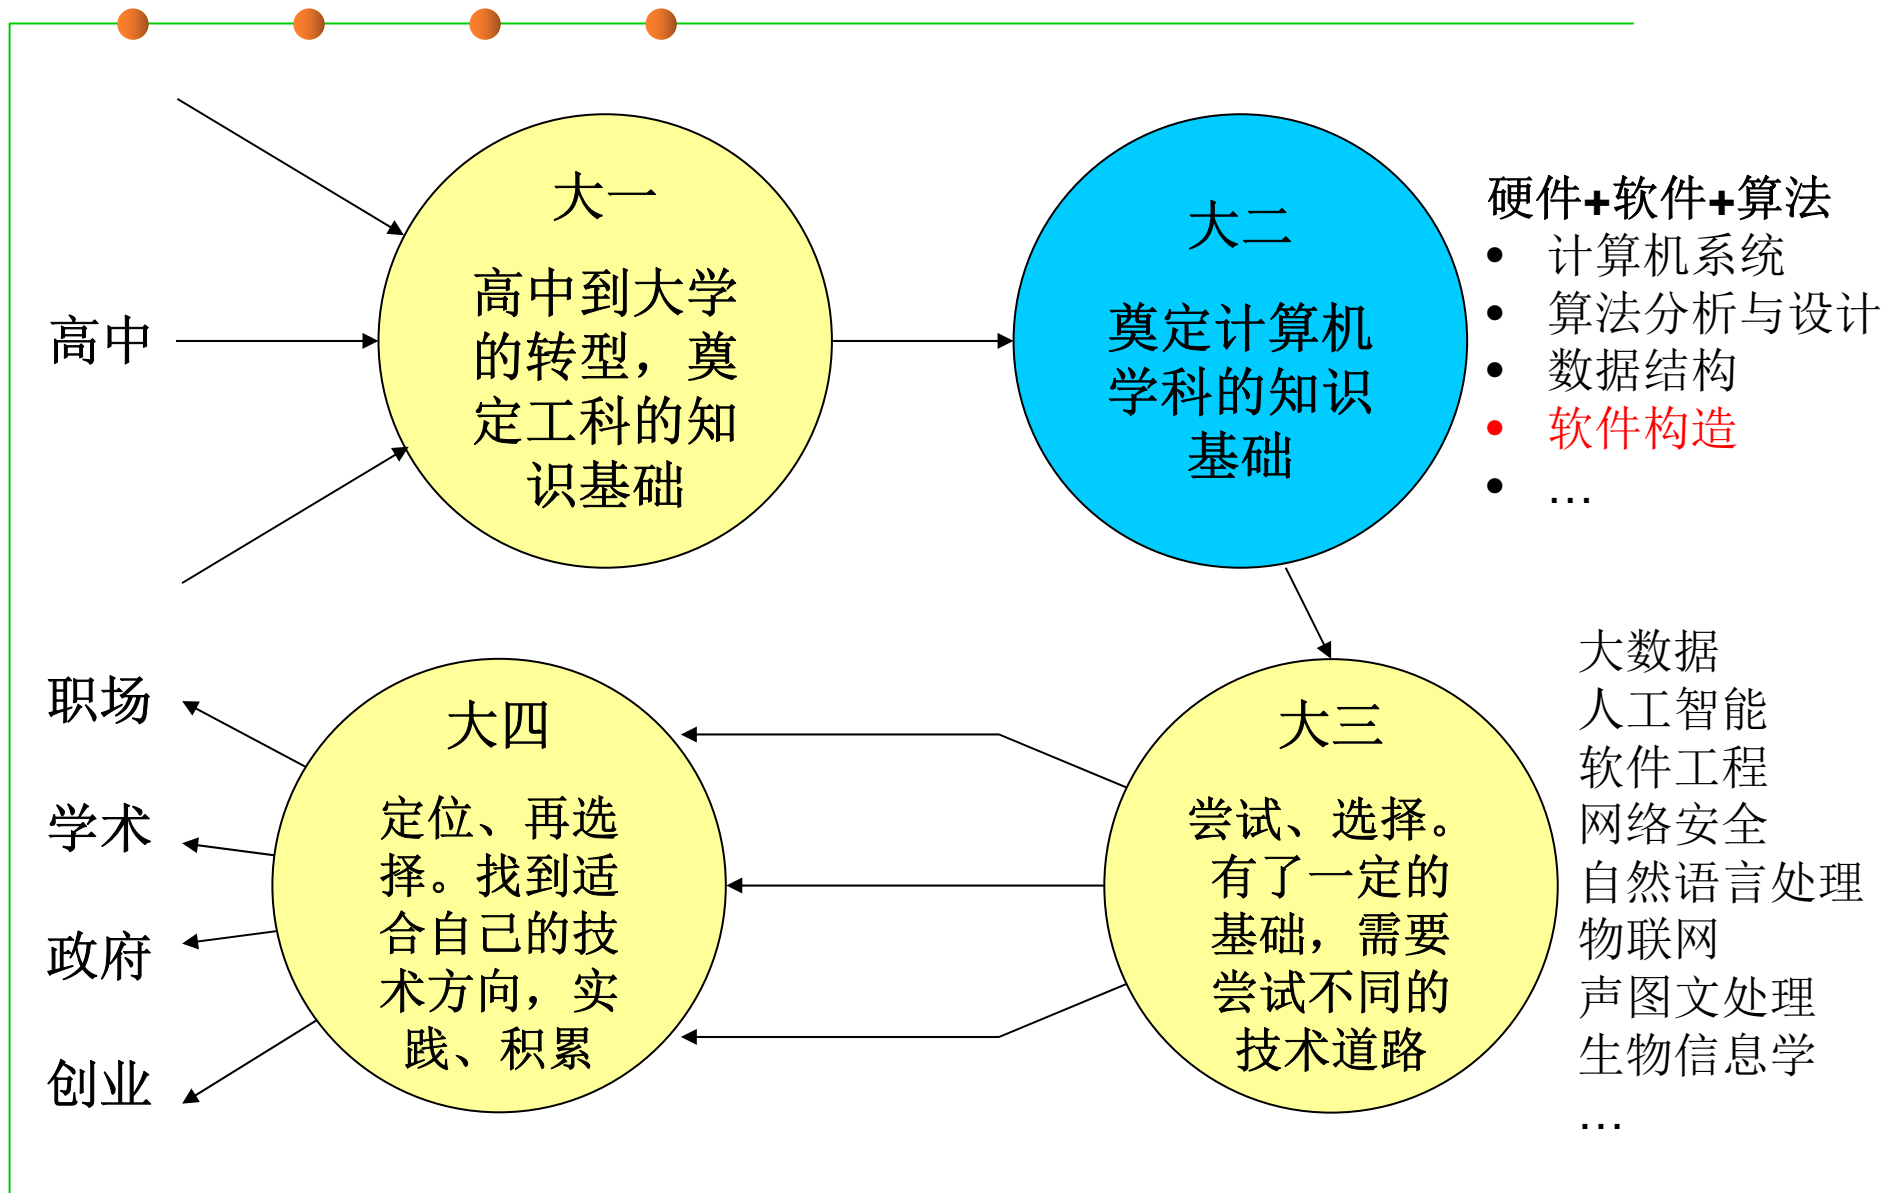 高中
大一
高中到大学
的转型，奠
定工科的知
识基础
大二
奠定计算机
学科的知识
基础
硬件+软件+算法
• 计算机系统
• 算法分析与设计
• 数据结构
• 软件构造
• …
大三
尝试、选择。
有了一定的
基础，需要
尝试不同的
技术道路
大数据
人工智能
软件工程
网络安全
自然语言处理
物联网
声图文处理
生物信息学
…
大四
定位、再选
择。找到适
合自己的技
术方向，实
践、积累
职场
学术
政府
创业